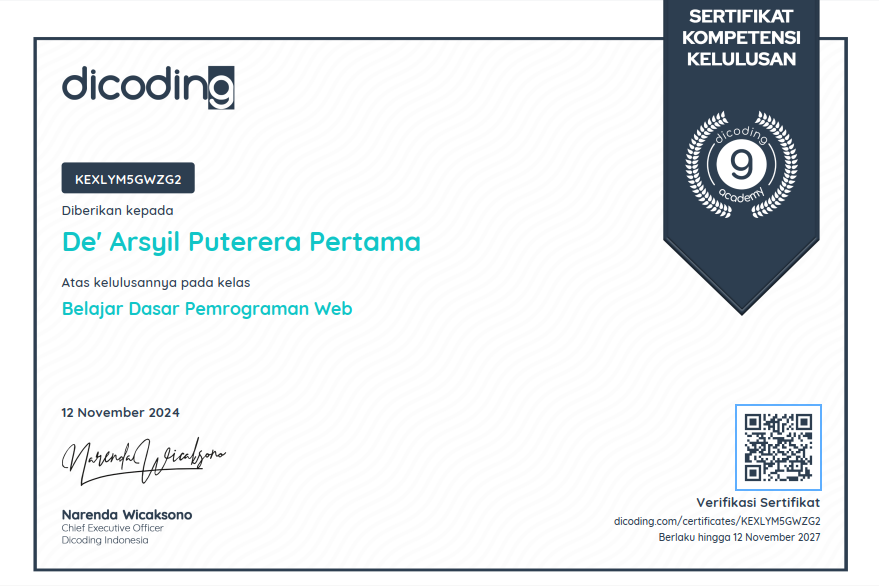 SERTIFIKAT
KOMPETENSI
KELULUSAN
dicoding
dicoding
9
academy
KEXLYM5GWZG2
Diberikan kepada
De' Arsyil Puterera Pertama
Atas kelulusannya pada kelas
Belajar Dasar Pemrograman Web
12 November 2024
Narenda Wicaksono
Narenda Wicaksono
Chief Executive Officer
Dicoding Indonesia
Verifikasi Sertifikat
dicoding.com/certificates/KEXLYM5GWZG2
Berlaku hingga 12 November 2027